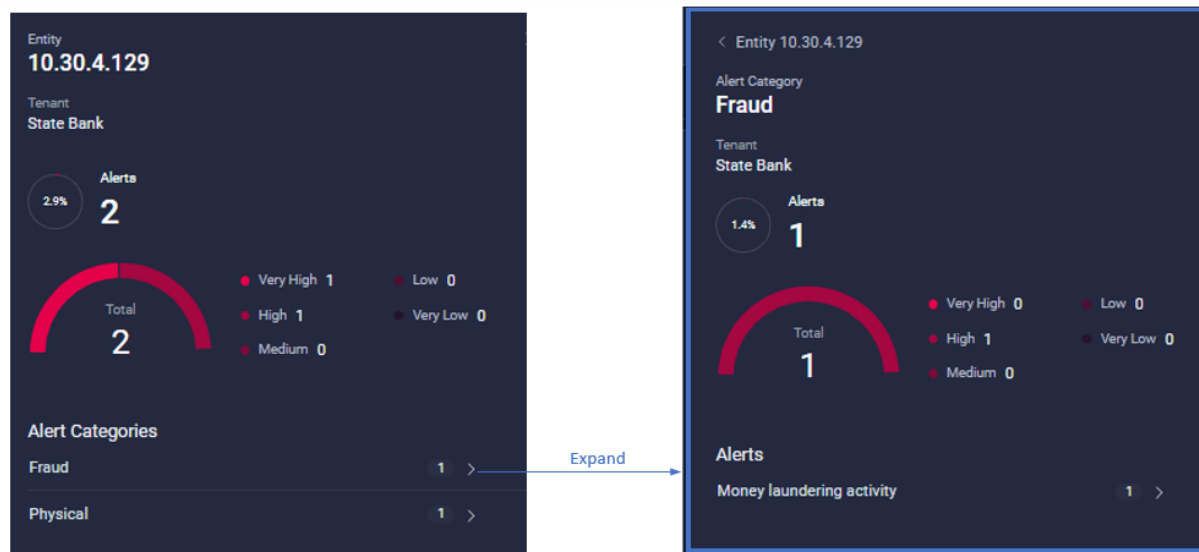 Entity
10.30.4.129
Tenant
State Bank
2.9%
Alerts
2
Total
2
Very High 1
Low 0
High 1
Very Low 0
Medium 0
Alert Categories
Fraud 1
Physical 1
Expand
Entity 10.30.4.129
Alert Category
Fraud
Tenant
State Bank
1.4%
Alerts
1
Total
1
Very High 0
Low 0
High 1
Very Low 0
Medium 0
Alerts
Money laundering activity 1